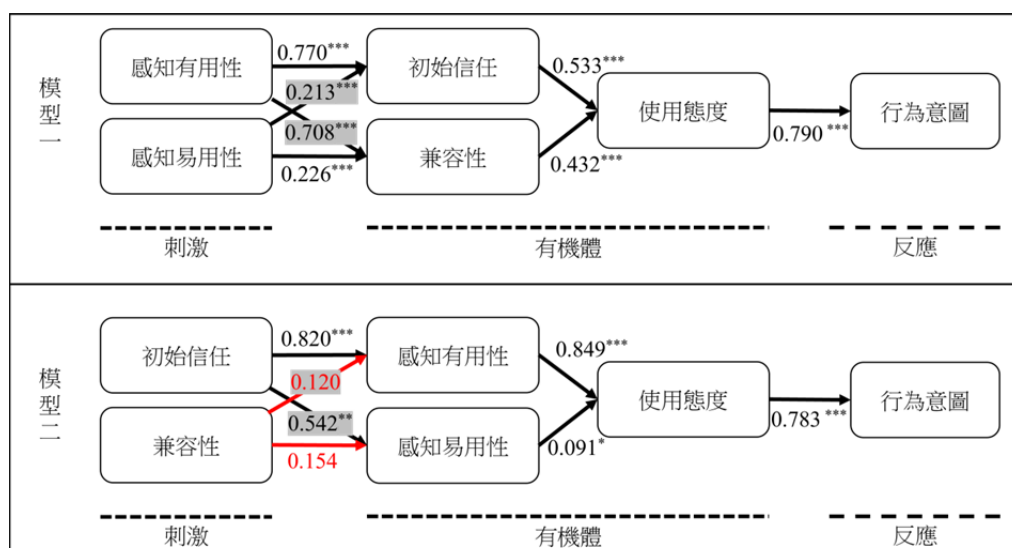 模型一
感知有用性
0.770***
初始信任
0.533***
0.213***
使用態度
0.790 ***
行為意圖
0.708***
感知易用性
0.226***
兼容性
0.432***
刺激
有機體
反應
模型二
初始信任
0.820***
感知有用性
0.849***
0.120
使用態度
0.783 ***
行為意圖
0.542**
兼容性
0.154
感知易用性
0.091*
刺激
有機體
反應